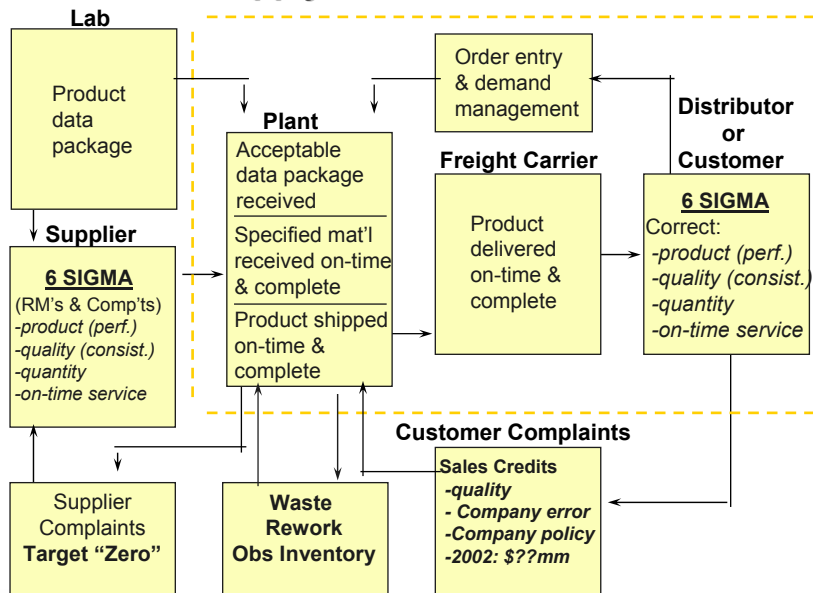 Lab
Product
data
package
Order entry
& demand
management
Plant
Acceptable
data package
received
Specified mat'l
received on-time
& complete
Product shipped
on-time &
complete
Freight Carrier
Product
delivered
on-time &
complete
Distributor
or
Customer
6 SIGMA
Correct:
-product (perf.)
-quality (consist.)
-quantity
-on-time service
Supplier
6 SIGMA
(RM's & Comp'ts)
-product (perf.)
-quality (consist.)
-quantity
-on-time service
Supplier
Complaints
Target “Zero”
Waste
Rework
Obs Inventory
Customer Complaints
Sales Credits
-quality
- Company error
-Company policy
-2002: $??mm